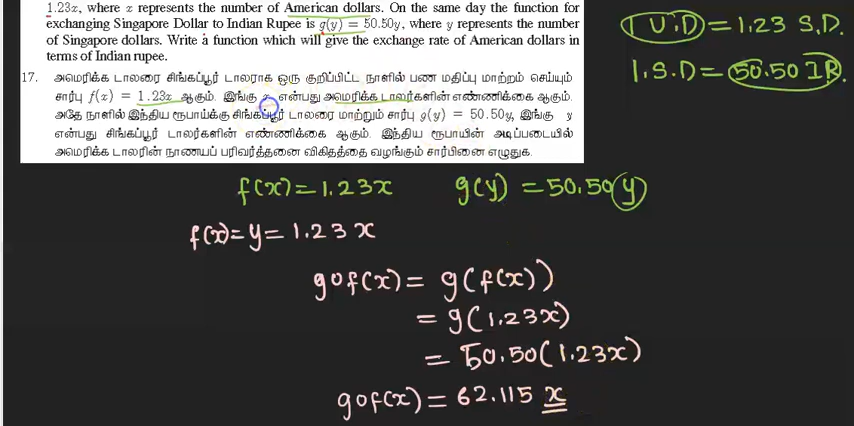 1.23x, where x represents the number of American dollars. On the same day the function for
exchanging Singapore Dollar to Indian Rupee is g(y) = 50.50y, where y represents the number
of Singapore dollars. Write a function which will give the exchange rate of American dollars in
terms of Indian rupee.
17. அமெரிக்க டாலரை சிங்கப்பூர் டாலராக ஒரு குறிப்பிட்ட நாளில் பண மதிப்பு மாற்றம் செய்யும்
சார்பு f(x) = 1.23x ஆகும். இங்கு x என்பது அமெரிக்க டாலர்களின் எண்ணிக்கை ஆகும்.
அதே நாளில் இந்திய ரூபாய்க்கு சிங்கப்பூர் டாலரை மாற்றும் சார்பு g(y) = 50.50y, இங்கு y
என்பது சிங்கப்பூர் டாலர்களின் எண்ணிக்கை ஆகும். இந்திய ரூபாயின் அடிப்படையில்
அமெரிக்க டாலரின் நாணயப் பரிவர்த்தனை விகிதத்தை வழங்கும் சார்பினை எழுதுக.
1 U.D = 1.23 S.D.
1. S.D = 50.50 IR.
f(x) = 1.23x g(y) = 50.50(y)
f(x) = y = 1.23x
gof(x) = g(f(x))
= g(1.23x)
= 50.50(1.23x)
gof(x) = 62.115 x